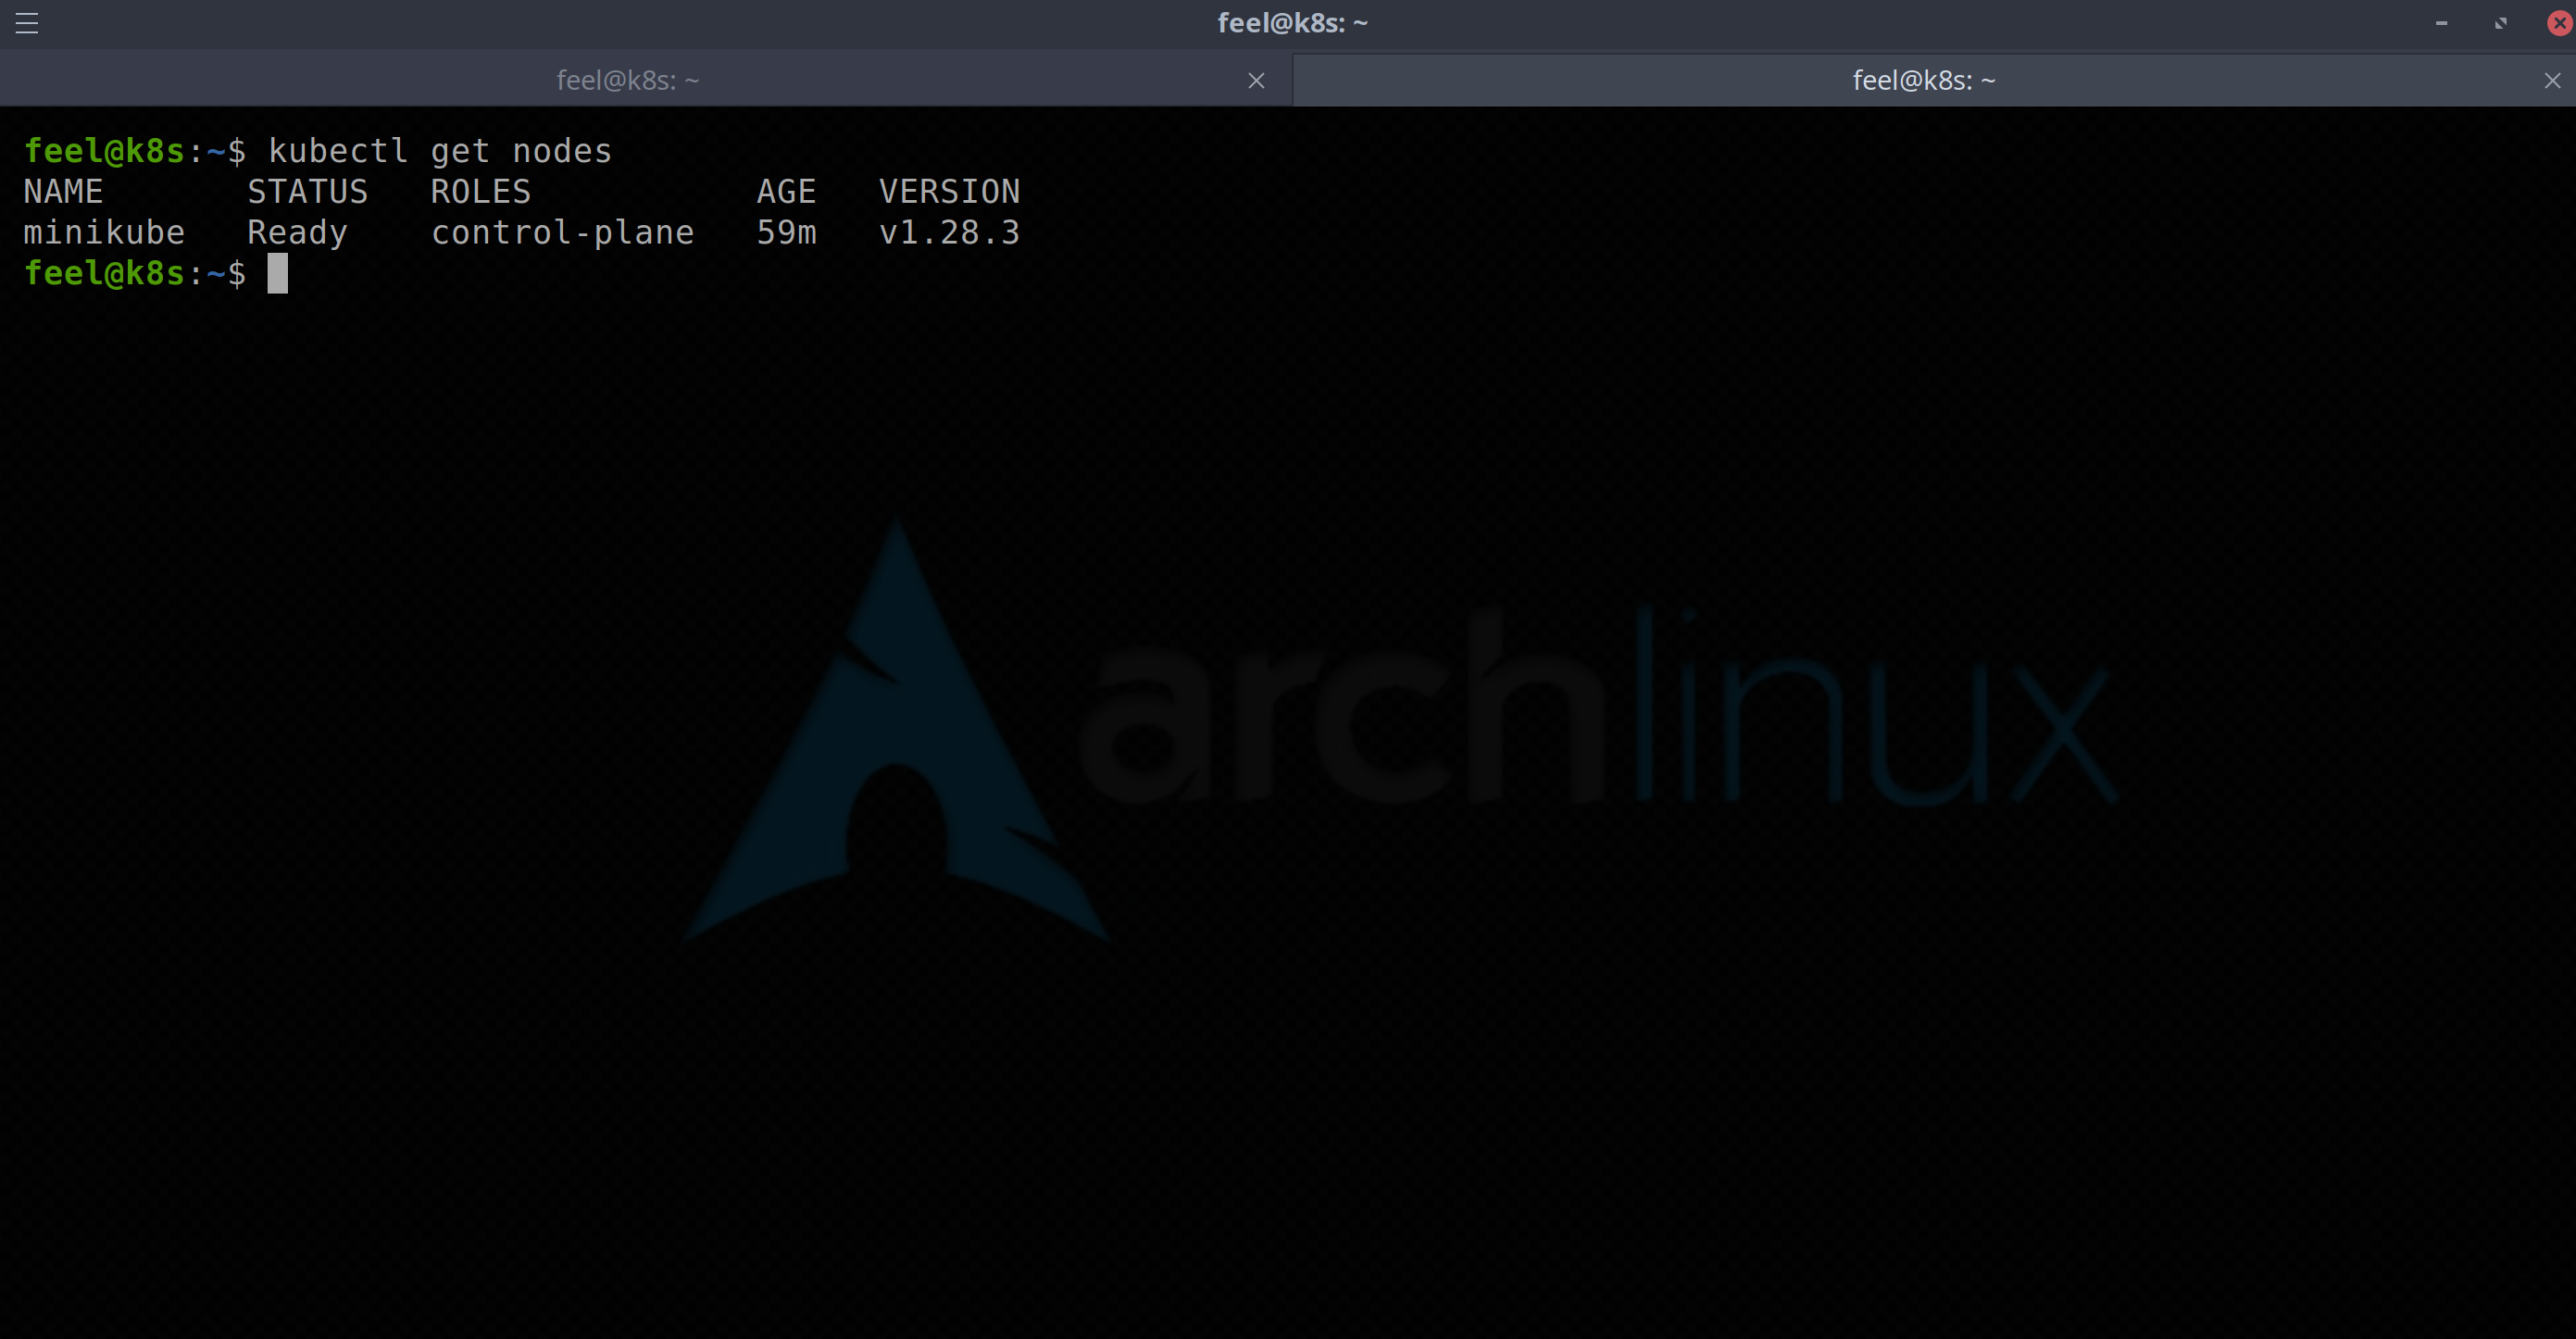 feel@k8s: ~
feel@k8s: ~ feel@k8s: ~
feel@k8s:~$ kubectl get nodes
NAME       STATUS   ROLES           AGE   VERSION
minikube   Ready    control-plane   59m   v1.28.3
feel@k8s:~$
archlinux